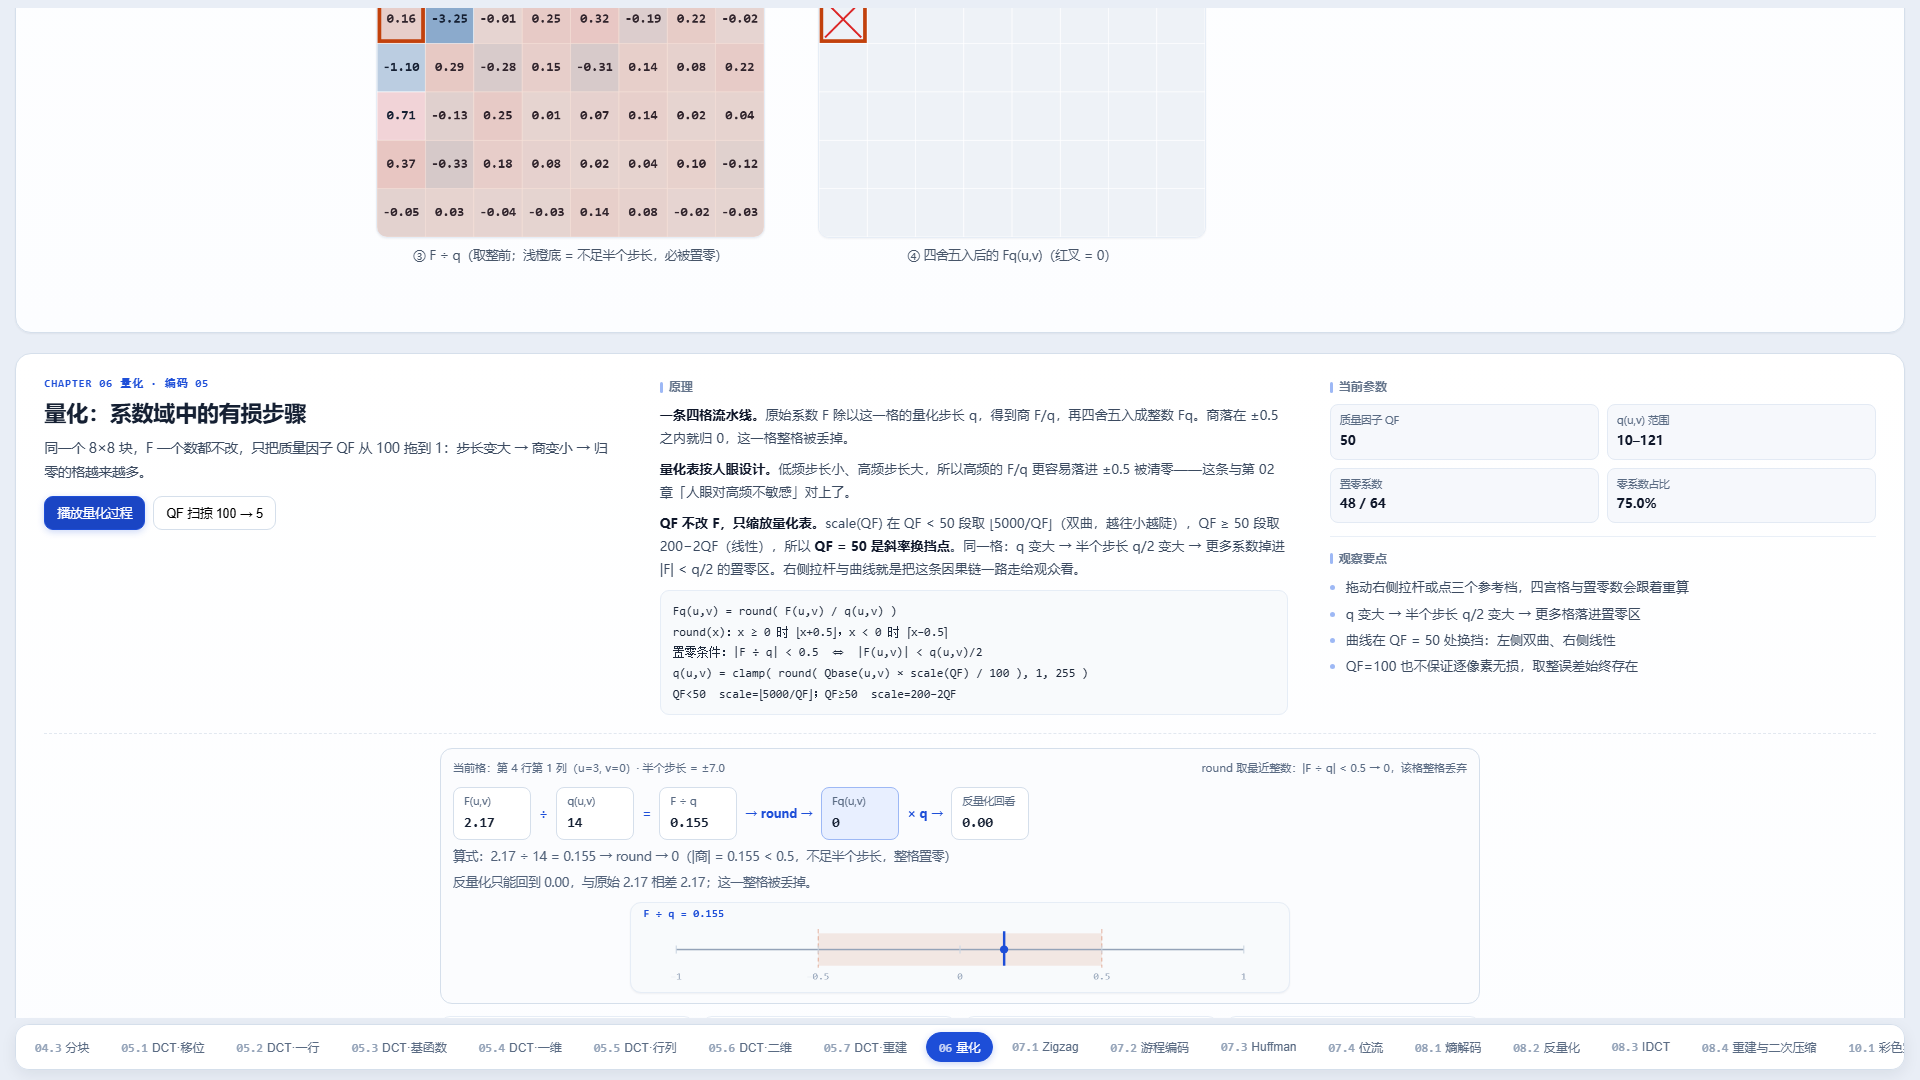 0.16 -3.25 -0.01 0.25 0.32 -0.19 0.22 -0.02
-1.10 0.29 -0.28 0.15 -0.31 0.14 0.08 0.22
0.71 -0.13 0.25 0.01 0.07 0.14 0.02 0.04
0.37 -0.33 0.18 0.08 0.02 0.04 0.10 -0.12
-0.05 0.03 -0.04 -0.03 0.14 0.08 -0.02 -0.03
③ F ÷ q（取整前；浅橙底 = 不足半个步长，必被置零）
④ 四舍五入后的 Fq(u,v)（红叉 = 0）
CHAPTER 06 量化 · 编码 05
量化：系数域中的有损步骤
同一个 8×8 块，F 一个数都不改，只把质量因子 QF 从 100 拖到 1：步长变大 → 商变小 → 归
零的格越来越多。
播放量化过程
QF 扫掠 100 → 5
原理
一条四格流水线。原始系数 F 除以这一格的量化步长 q，得到商 F/q，再四舍五入成整数 Fq。商落在 ±0.5
之内就归 0，这一格整格被丢掉。
量化表按人眼设计。低频步长小、高频步长大，所以高频的 F/q 更容易落进 ±0.5 被清零——这条与第 02
章「人眼对高频不敏感」对上了。
QF 不改 F，只缩放量化表。scale(QF) 在 QF < 50 段取 ⌊5000/QF⌋（双曲，越往小越陡），QF ≥ 50 段取
200−2QF（线性），所以 QF = 50 是斜率换挡点。同一格：q 变大 → 半个步长 q/2 变大 → 更多系数掉进
|F| < q/2 的置零区。右侧拉杆与曲线就是把这条因果链一路走给观众看。
Fq(u,v) = round( F(u,v) / q(u,v) )
round(x)：x ≥ 0 时 ⌊x+0.5⌋，x < 0 时 ⌈x−0.5⌉
置零条件：|F ÷ q| < 0.5 ⇔ |F(u,v)| < q(u,v)/2
q(u,v) = clamp( round( Qbase(u,v) × scale(QF) / 100 ), 1, 255 )
QF<50 scale=⌊5000/QF⌋；QF≥50 scale=200−2QF
当前参数
质量因子 QF
50
q(u,v) 范围
10–121
置零系数
48 / 64
零系数占比
75.0%
观察要点
拖动右侧拉杆或点三个参考档，四宫格与置零数会跟着重算
q 变大 → 半个步长 q/2 变大 → 更多格落进置零区
曲线在 QF = 50 处换挡：左侧双曲、右侧线性
QF=100 也不保证逐像素无损，取整误差始终存在
当前格：第 4 行第 1 列（u=3, v=0）· 半个步长 = ±7.0
round 取最近整数：|F ÷ q| < 0.5 → 0，该格整格丢弃
F(u,v)
2.17
÷
q(u,v)
14
=
F ÷ q
0.155
→ round →
Fq(u,v)
0
× q →
反量化回看
0.00
算式：2.17 ÷ 14 = 0.155 → round → 0（|商| = 0.155 < 0.5，不足半个步长，整格置零）
反量化只能回到 0.00，与原始 2.17 相差 2.17；这一整格被丢掉。
F ÷ q = 0.155
-1 -0.5 0 0.5 1
04.3 分块 05.1 DCT·移位 05.2 DCT·一行 05.3 DCT·基函数 05.4 DCT·一维 05.5 DCT·行列 05.6 DCT·二维 05.7 DCT·重建 06 量化 07.1 Zigzag 07.2 游程编码 07.3 Huffman 07.4 位流 08.1 熵解码 08.2 反量化 08.3 IDCT 08.4 重建与二次压缩 10.1 彩色